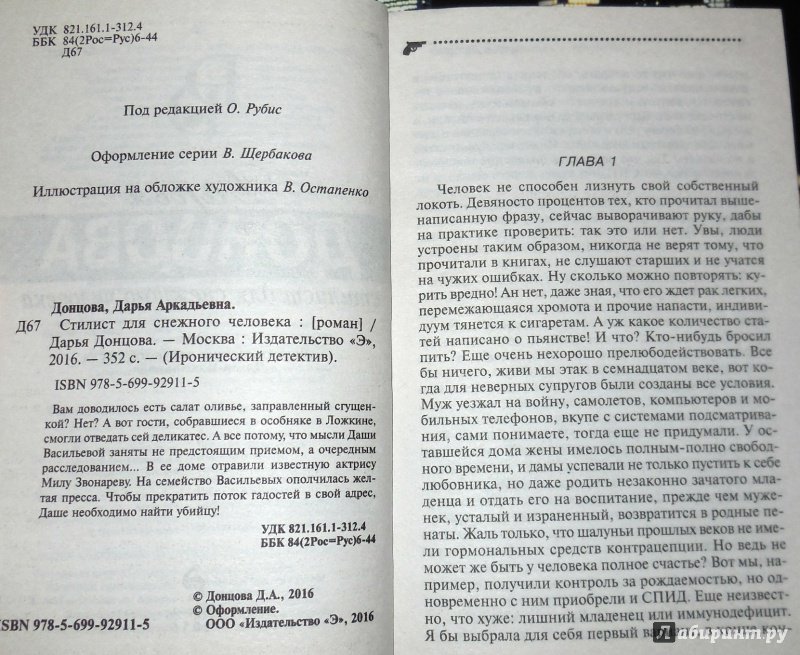 УДК 821.161.1-312.4
ББК 84(2Рос=Рус)6-44
Д67
Под редакцией О. Рубис
Оформление серии В. Щербакова
Иллюстрация на обложке художника В. Остапенко
Донцова, Дарья Аркадьевна.
Д67 Стилист для снежного человека : [роман] /
Дарья Донцова. — Москва : Издательство «Э»,
2016. — 352 с. — (Иронический детектив).
ISBN 978-5-699-92911-5
Вам доводилось есть салат оливье, заправленный сгущен-
кой? Нет? А вот гости, собравшиеся в особняке в Ложкине,
смогли отведать сей деликатес. А все потому, что мысли Даши
Васильевой заняты не предстоящим приемом, а очередным
расследованием... В ее доме отравили известную актрису
Милу Звонареву. На семейство Васильевых ополчилась жел-
тая пресса. Чтобы прекратить поток гадостей в свой адрес,
Даше необходимо найти убийцу!
УДК 821.161.1-312.4
ББК 84(2Рос=Рус)6-44
© Донцова Д.А., 2016
© Оформление.
ООО «Издательство «Э», 2016
ISBN 978-5-699-92911-5
ГЛАВА 1
Человек не способен лизнуть свой собственный
локоть. Девяносто процентов тех, кто прочитал выше-
написанную фразу, сейчас выворачивают руку, дабы
на практике проверить: так это или нет. Увы, люди
устроены таким образом, никогда не верят тому, что
прочитали в книгах, не слушают старших и не учатся
на чужих ошибках. Ну сколько можно повторять: ку-
рить вредно! Ан нет, даже зная, что его ждет рак легких,
перемежающаяся хромота и прочие напасти, индиви-
дуум тянется к сигаретам. А уж какое количество ста-
тей написано о пьянстве! И что? Кто-нибудь бросил
пить? Еще очень нехорошо прелюбодействовать. Все
бы ничего, живи мы этак в семнадцатом веке, вот ко-
гда для неверных супругов были созданы все условия.
Муж уезжал на войну, самолетов, компьютеров и мо-
бильных телефонов, вкупе с системами подсматрива-
ния, сами понимаете, тогда еще не придумали. У ос-
тавшейся дома жены имелось полным-полно свобод-
ного времени, и дамы успевали не только пустить к себе
любовника, но даже родить незаконно зачатого мла-
денца и отдать его на воспитание, прежде чем муже-
нек, усталый и израненный, возвратится в родные пе-
наты. Жаль только, что шалуньи прошлых веков не име-
ли гормональных средств контрацепции. Но ведь не
может же быть у человека полное счастье? Вот мы, на-
пример, получили контроль за рождаемостью, но од-
новременно с ним приобрели и СПИД. Еще неизвест-
но, что хуже: лишний младенец или иммунодефицит.
Я бы выбрала для себя первый
Лабиринт.ру